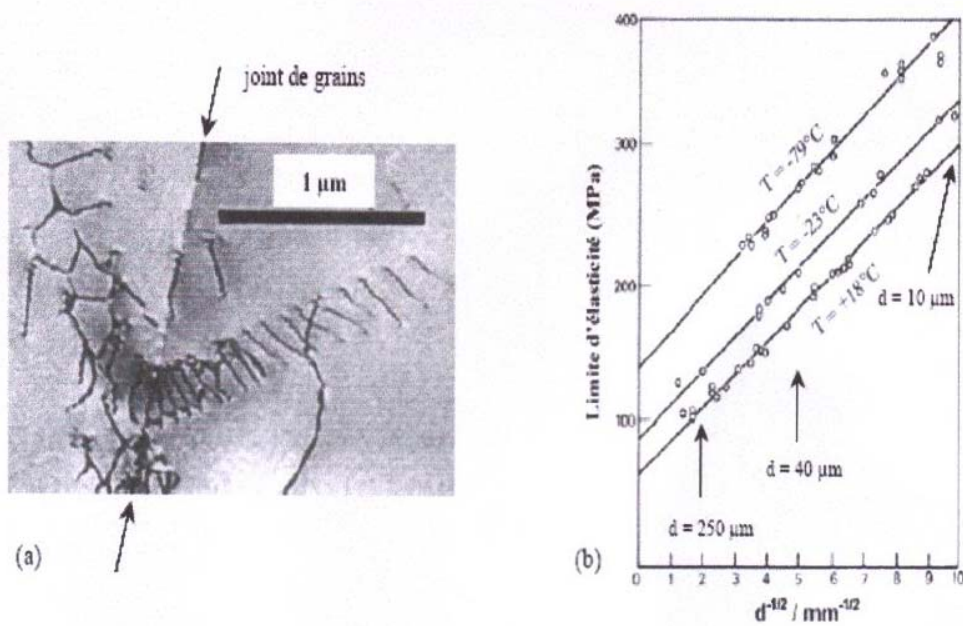 joint de grains
1 µm
(a)
400
300
200
100
Limite d'élasticité (MPa)
T = -79°C
T = -23°C
T = +18°C
d = 10 µm
d = 40 µm
d = 250 µm
0 1 2 3 4 5 6 7 8 9 10
d⁻¹/² / mm⁻¹/²
(b)